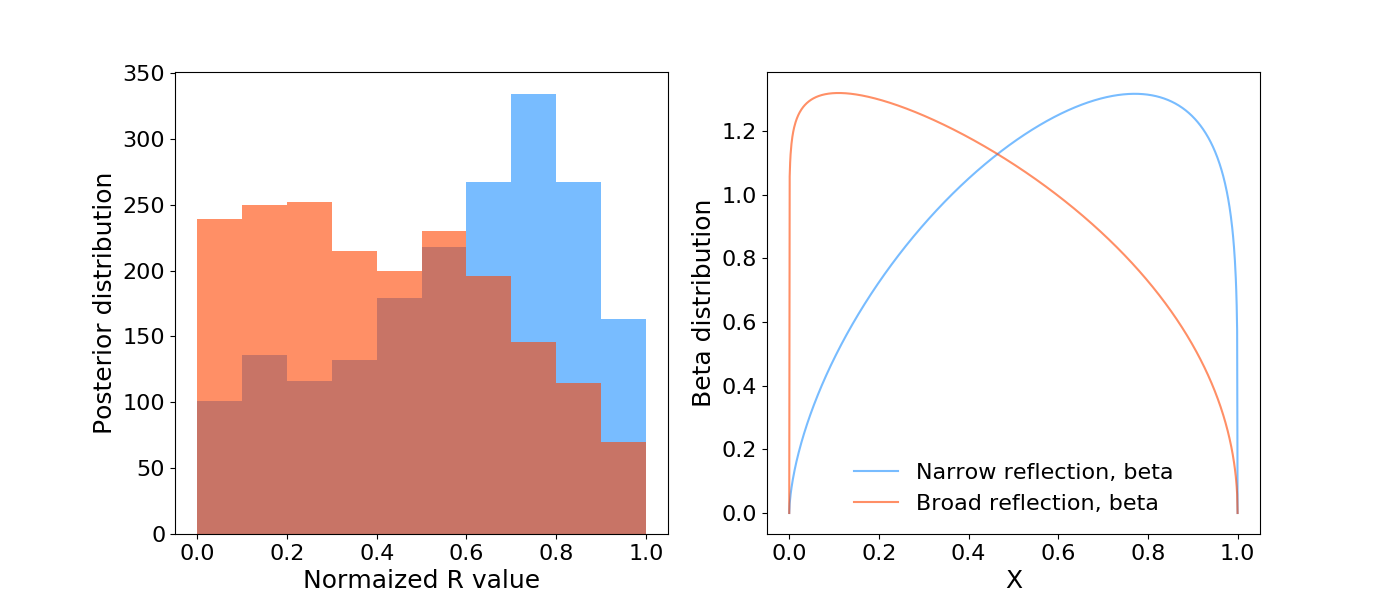 Posterior distribution
350
300
250
200
150
100
50
0
0.0 0.2 0.4 0.6 0.8 1.0
Normaized R value
Beta distribution
1.2
1.0
0.8
0.6
0.4
0.2
0.0
Narrow reflection, beta
Broad reflection, beta
0.0 0.2 0.4 0.6 0.8 1.0
X